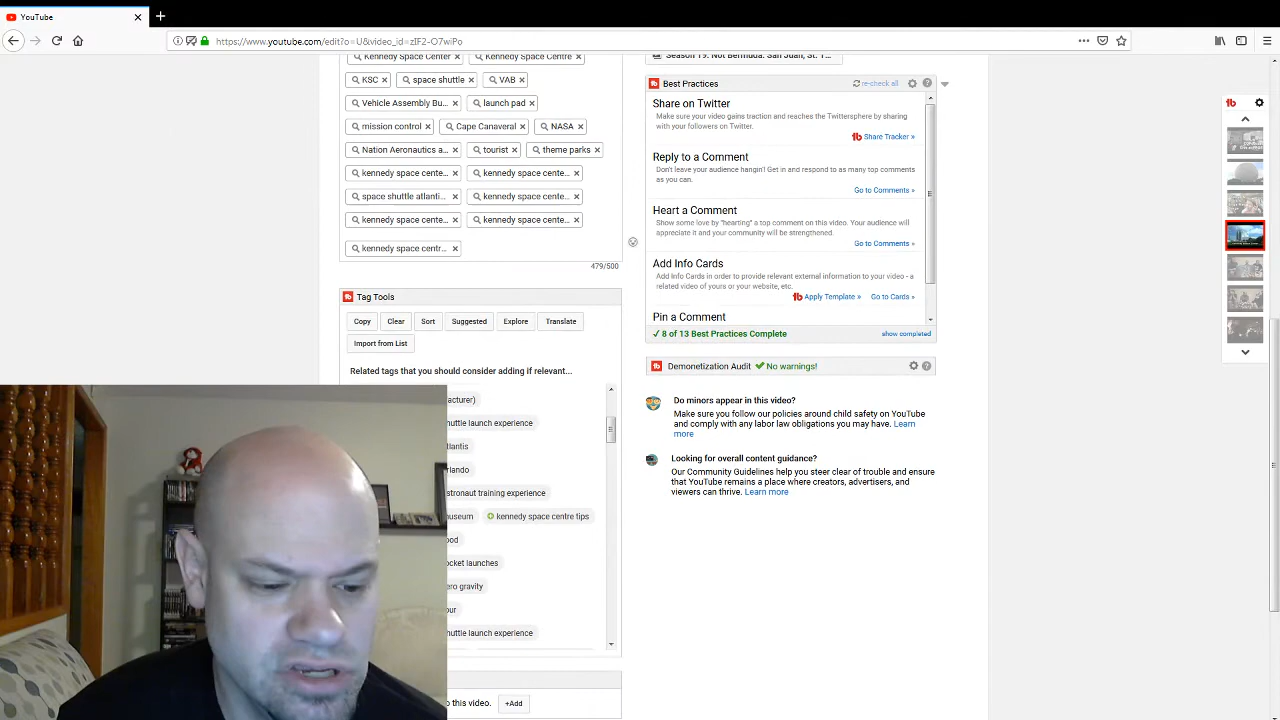 YouTube
https://www.youtube.com/edit?o=U&video_id=zIF2-O7wiPo
Kennedy Space Center
Kennedy Space Centre
KSC
space shuttle
VAB
Vehicle Assembly Bu...
launch pad
mission control
Cape Canaveral
NASA
Nation Aeronautics a...
tourist
theme parks
kennedy space cente...
kennedy space cente...
space shuttle atlanti...
kennedy space cente...
kennedy space cente...
kennedy space cente...
kennedy space centr...
479/500
Tag Tools
Copy
Clear
Sort
Suggested
Explore
Translate
Import from List
Related tags that you should consider adding if relevant...
acturer)
huttle launch experience
tlantis
rlando
stronaut training experience
useum
kennedy space centre tips
ood
ocket launches
ero gravity
our
huttle launch experience
o this video.
+Add
Season 19: Not Bermuda: San Juan, St. T...
Best Practices
re-check all
Share on Twitter
Make sure your video gains traction and reaches the Twittersphere by sharing
with your followers on Twitter.
Share Tracker »
Reply to a Comment
Don't leave your audience hangin'! Get in and respond to as many top comments
as you can.
Go to Comments »
Heart a Comment
Show some love by "hearting" a top comment on this video. Your audience will
appreciate it and your community will be strengthened.
Go to Comments »
Add Info Cards
Add Info Cards in order to provide relevant external information to your video - a
related video of yours or your website, etc.
Apply Template »
Go to Cards »
Pin a Comment
8 of 13 Best Practices Complete
show completed
Demonetization Audit
No warnings!
Do minors appear in this video?
Make sure you follow our policies around child safety on YouTube
and comply with any labor law obligations you may have. Learn
more
Looking for overall content guidance?
Our Community Guidelines help you steer clear of trouble and ensure
that YouTube remains a place where creators, advertisers, and
viewers can thrive. Learn more